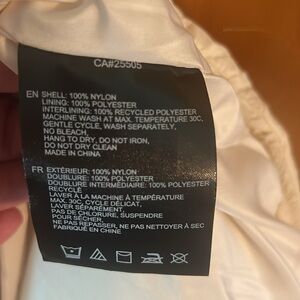 CA#25505
EN SHELL: 100% NYLON
LINING: 100% POLYESTER
INTERLINING: 100% RECYCLED POLYESTER
MACHINE WASH AT MAX. TEMPERATURE 30C,
GENTLE CYCLE, WASH SEPARATELY,
NO BLEACH,
HANG TO DRY, DO NOT IRON,
DO NOT DRY CLEAN
MADE IN CHINA
FR EXTÉRIEUR: 100% NYLON
DOUBLURE: 100% POLYESTER
DOUBLURE INTERMÉDIAIRE: 100% POLYESTER
RECYCLÉ
LAVER À LA MACHINE À TEMPÉRATURE
MAX. 30C, CYCLE DÉLICAT,
LAVER SÉPARÉMENT,
PAS DE CHLORURE, SUSPENDRE
POUR SÉCHER,
NE PAS REPASSER, NE PAS NETTOYER À SEC
FABRIQUÉ EN CHINE